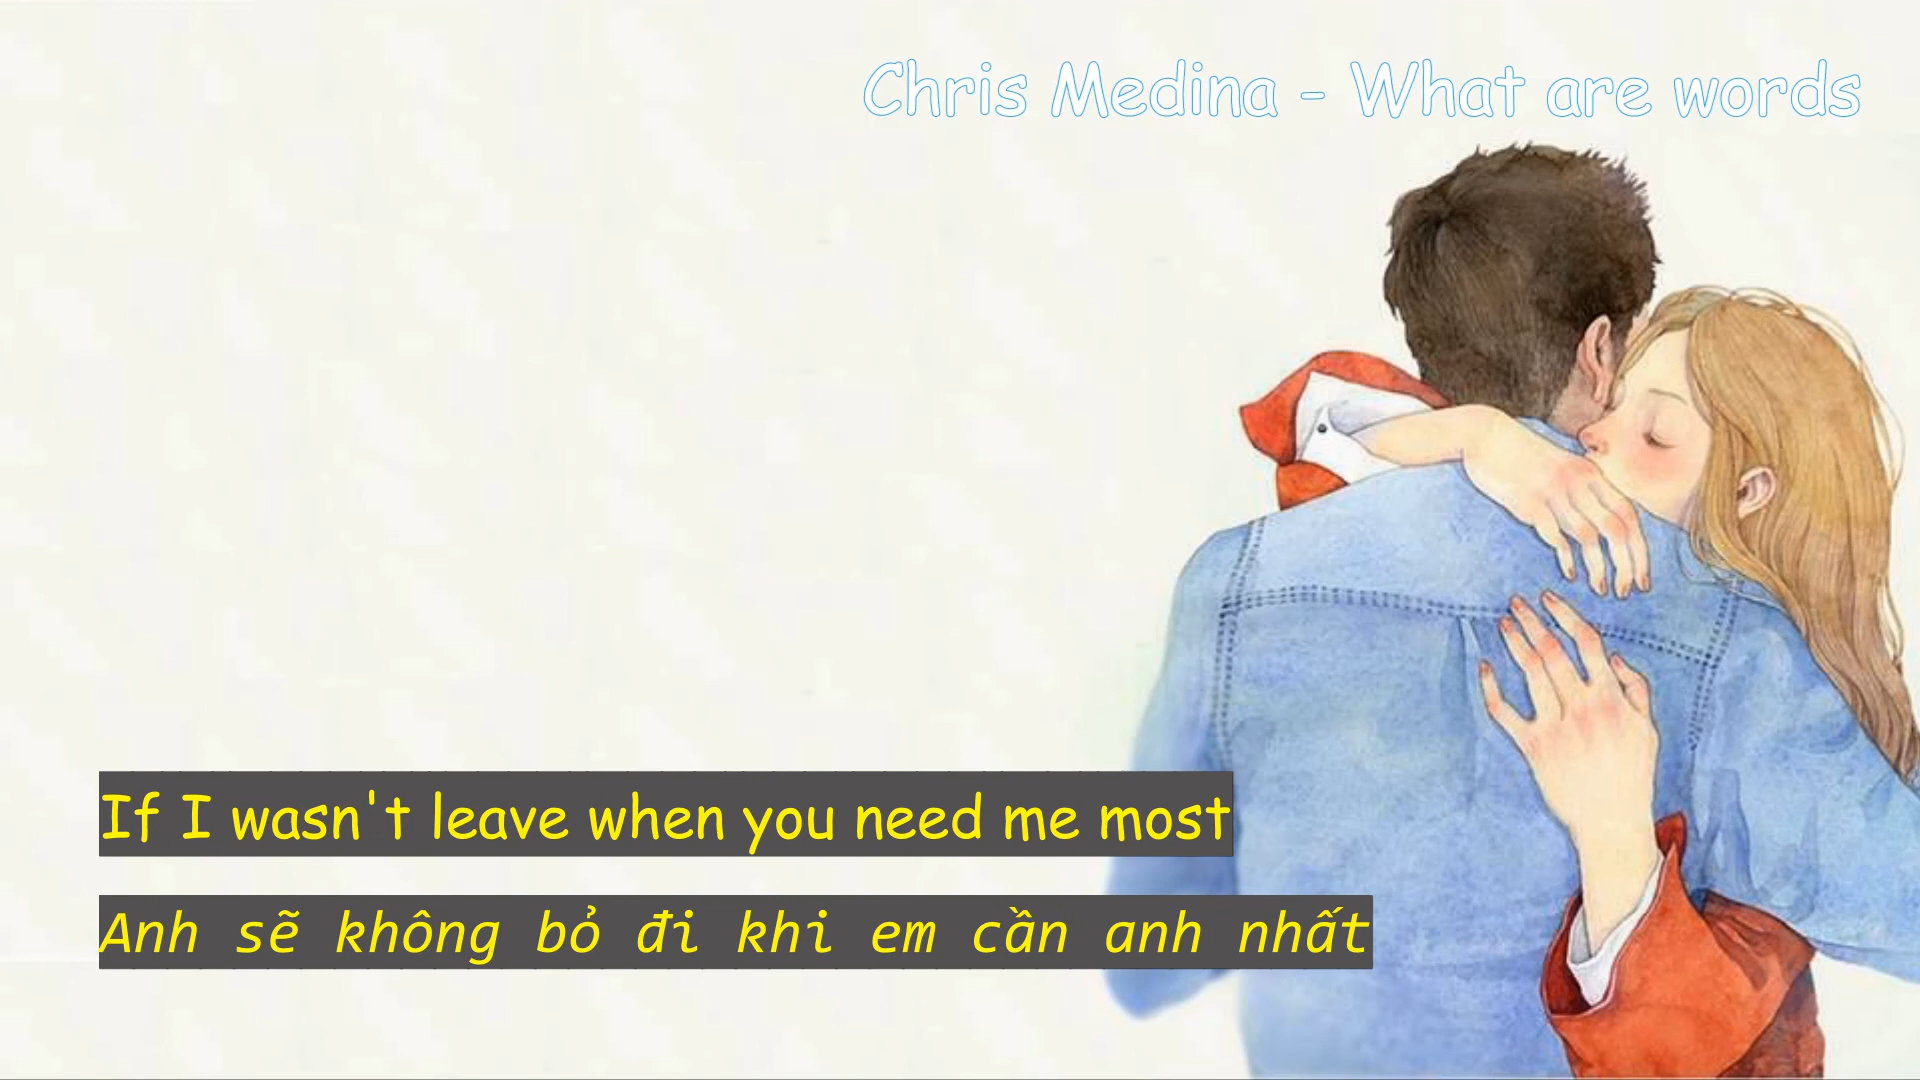 Chris Medina - What are words
If I wasn't leave when you need me most
Anh sẽ không bỏ đi khi em cần anh nhất